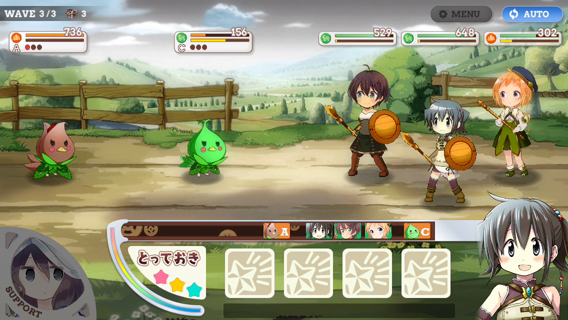 WAVE 3/3 3
MENU
AUTO
736
A
156
C
529
648
302
A
C
とっておき
SUPPORT